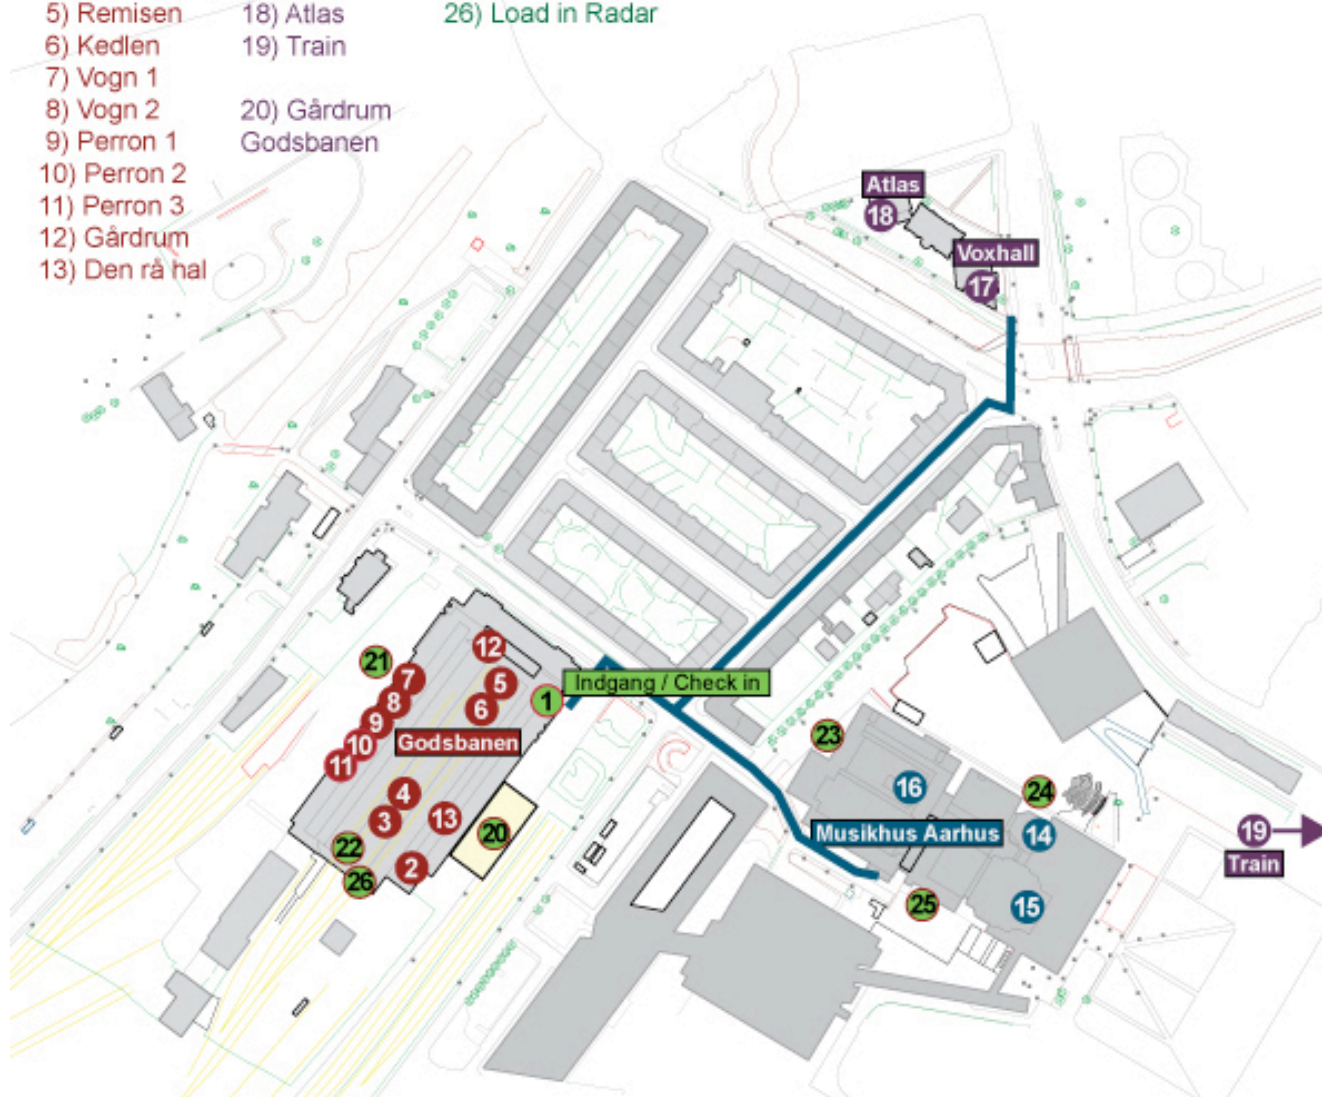 5) Remisen
6) Kedlen
7) Vogn 1
8) Vogn 2
9) Perron 1
10) Perron 2
11) Perron 3
12) Gårdrum
13) Den rå hal
18) Atlas
19) Train
20) Gårdrum
Godsbanen
26) Load in Radar
Atlas
18
Voxhall
17
12
21
7
5
Indgang / Check in
1
8
6
9
23
Godsbanen
10
11
16
24
4
3
13
20
Musikhus Aarhus
14
19
22
Train
2
26
25
15